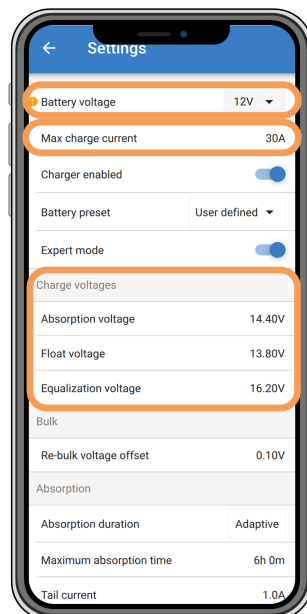 Settings
Battery voltage 12V
Max charge current 30A
Charger enabled
Battery preset User defined
Expert mode
Charge voltages
Absorption voltage 14.40V
Float voltage 13.80V
Equalization voltage 16.20V
Bulk
Re-bulk voltage offset 0.10V
Absorption
Absorption duration Adaptive
Maximum absorption time 6h 0m
Tail current 1.0A